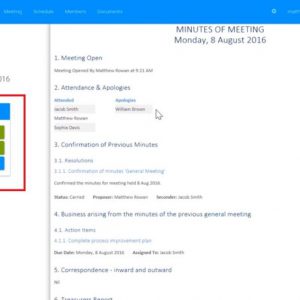 Meeting Schedule Members Documents
016
MINUTES OF MEETING
Monday, 8 August 2016
1. Meeting Open
Meeting Opened By Matthew Rowan at 9:21 AM
2. Attendance & Apologies
Attended Apologies
Jacob Smith William Brown
Matthew Rowan
Sophie Davis
3. Confirmation of Previous Minutes
3.1. Resolutions
3.1.1. Confirmation of minutes 'General Meeting'
Confirmed the minutes for meeting held 8 Aug 2016.
Status: Carried Proposer: Matthew Rowan Seconder: Jacob Smith
4. Business arising from the minutes of the previous general meeting
4.1. Action Items
4.1.1. Complete process improvement plan
Due Date: Monday, 8 August 2016 Assigned To: Jacob Smith
5. Correspondence - inward and outward
Nil
6. Treasurers Report